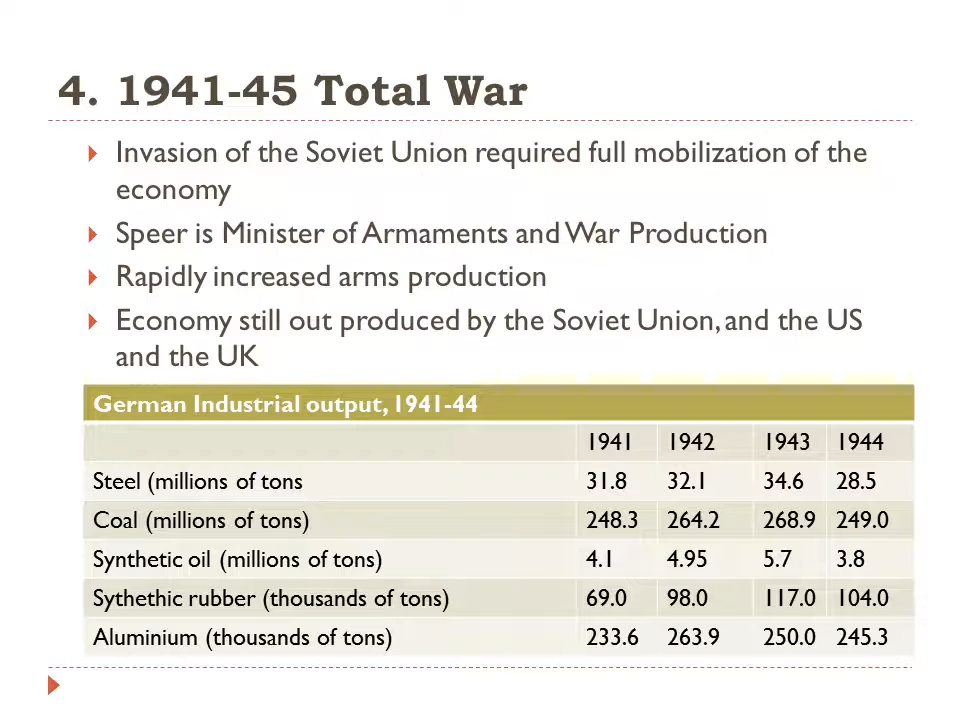 4. 1941-45 Total War
Invasion of the Soviet Union required full mobilization of the
economy
Speer is Minister of Armaments and War Production
Rapidly increased arms production
Economy still out produced by the Soviet Union, and the US
and the UK
German Industrial output, 1941-44
1941 1942 1943 1944
Steel (millions of tons 31.8 32.1 34.6 28.5
Coal (millions of tons) 248.3 264.2 268.9 249.0
Synthetic oil (millions of tons) 4.1 4.95 5.7 3.8
Sythethic rubber (thousands of tons) 69.0 98.0 117.0 104.0
Aluminium (thousands of tons) 233.6 263.9 250.0 245.3